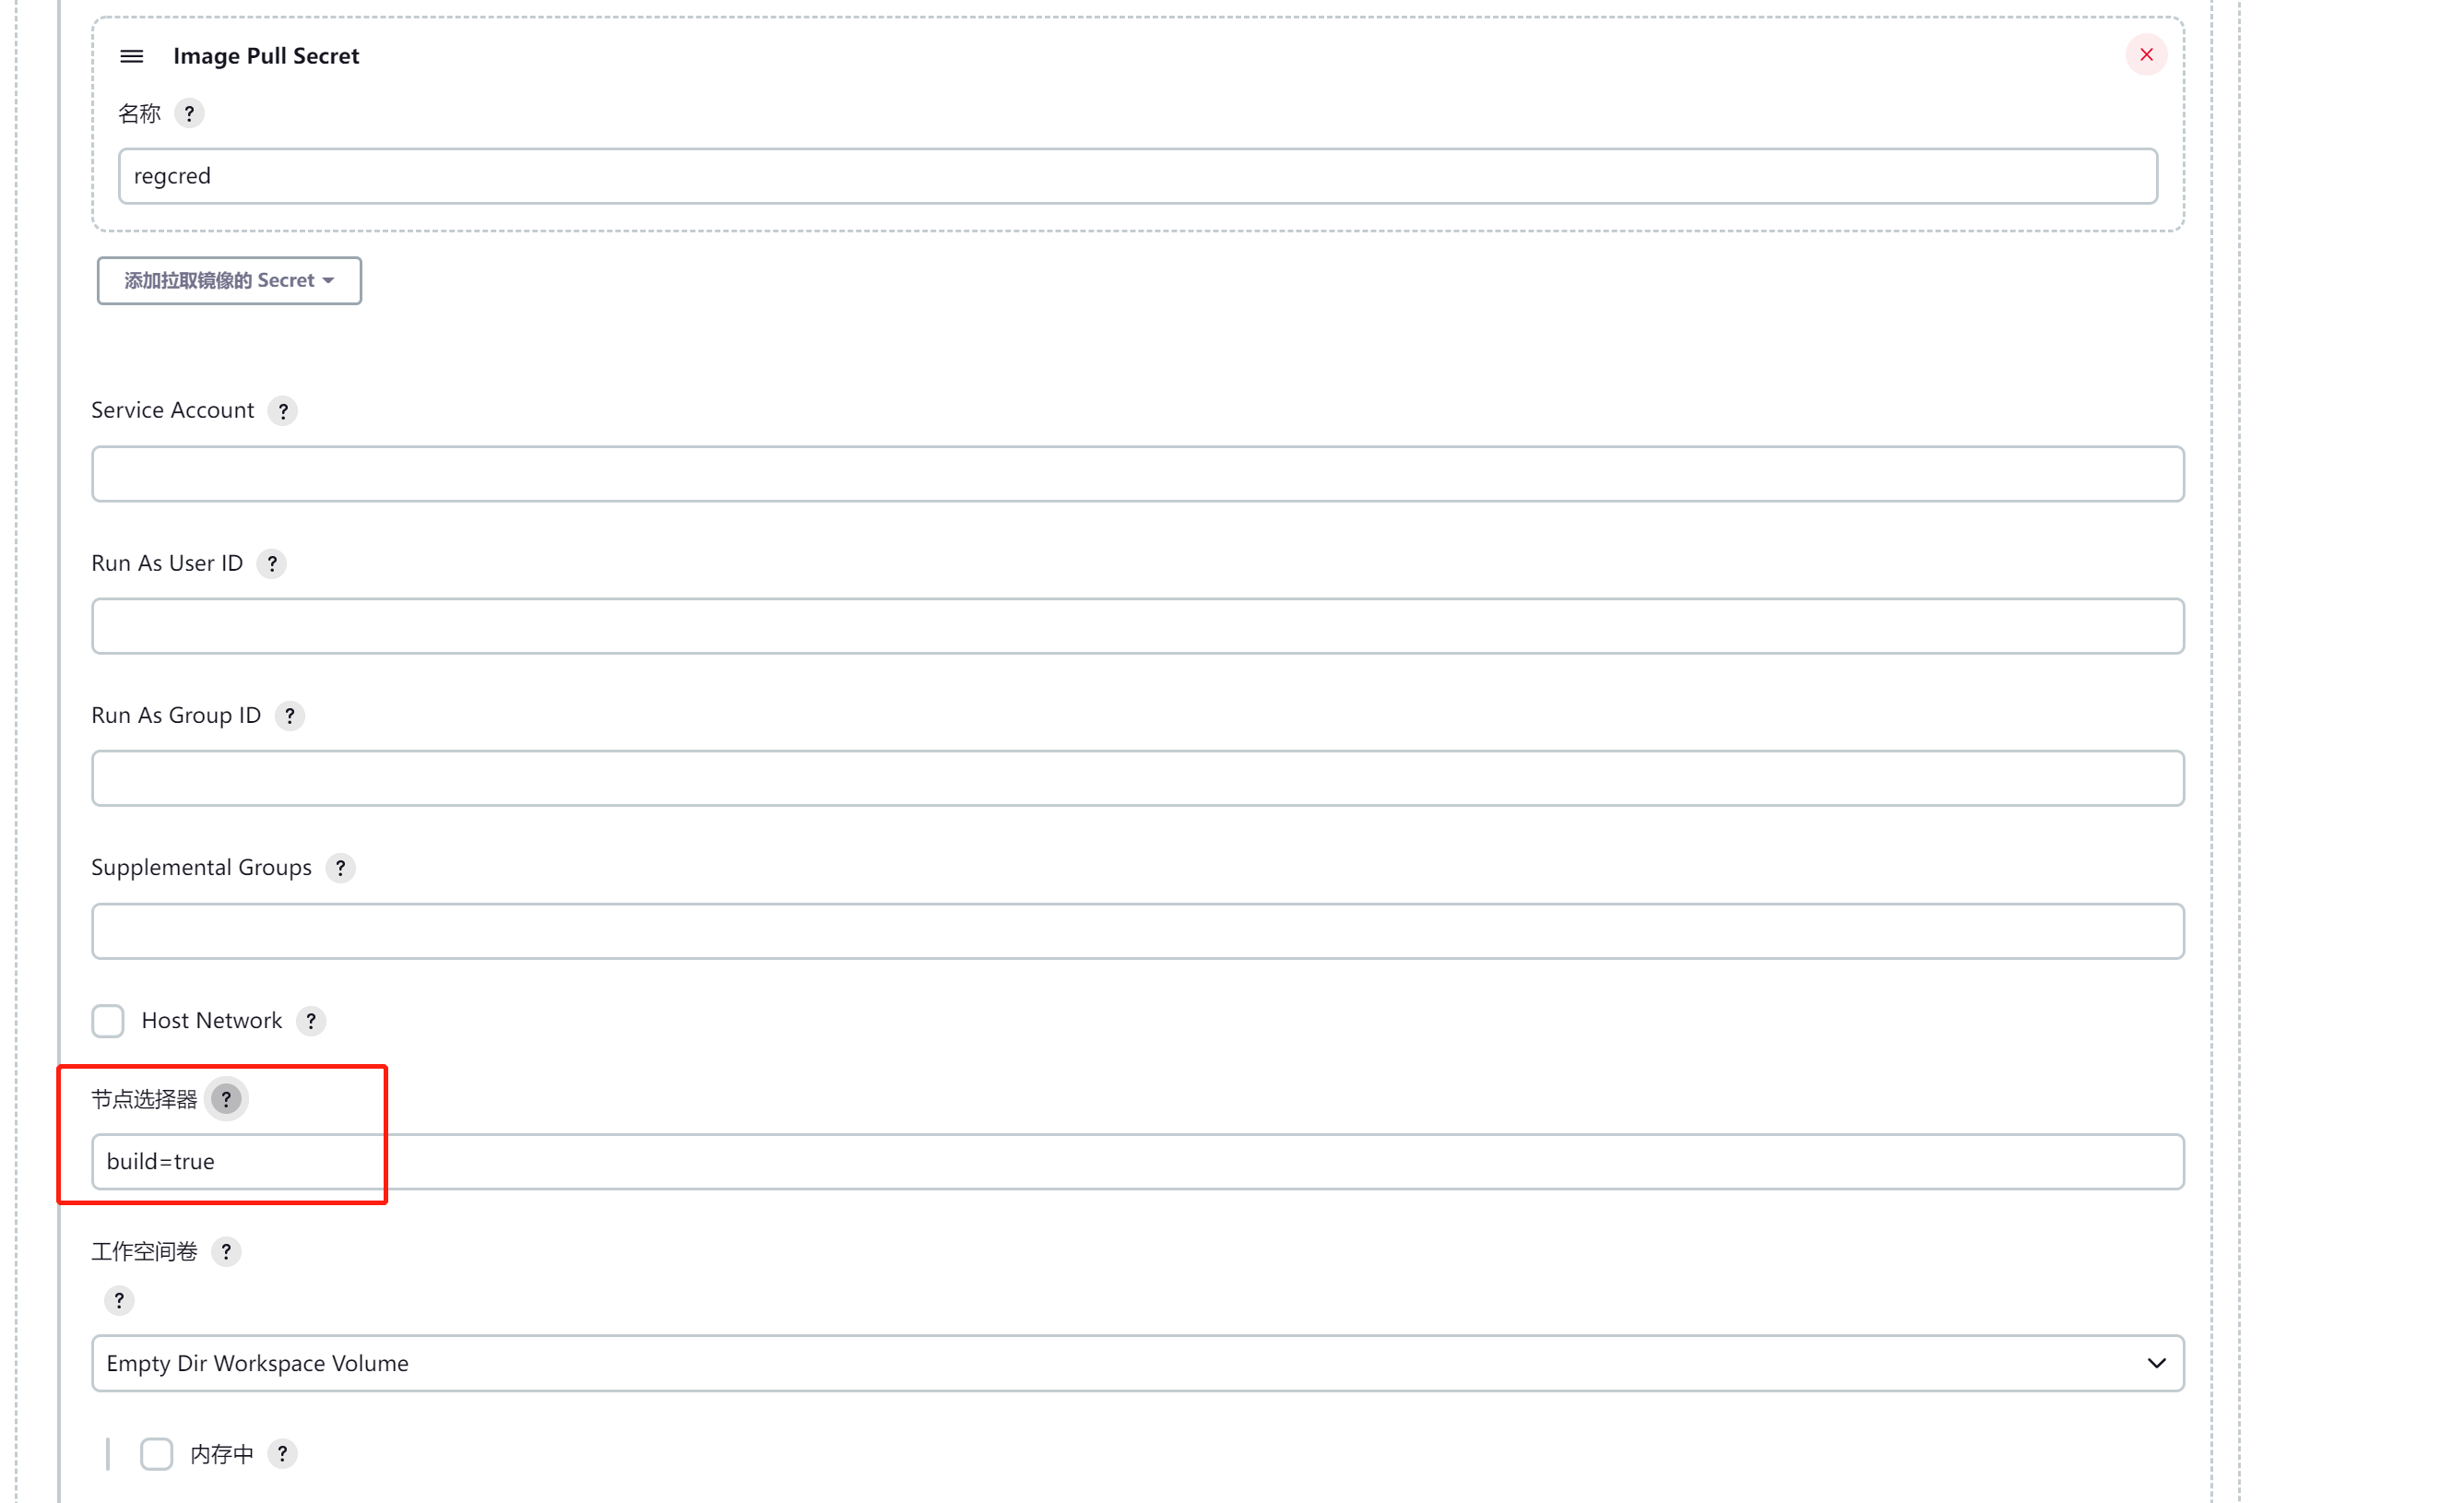 Image Pull Secret
名称 ?
regcred
添加拉取镜像的 Secret
Service Account ?
Run As User ID ?
Run As Group ID ?
Supplemental Groups ?
Host Network ?
节点选择器 ?
build=true
工作空间卷 ?
?
Empty Dir Workspace Volume
内存中 ?